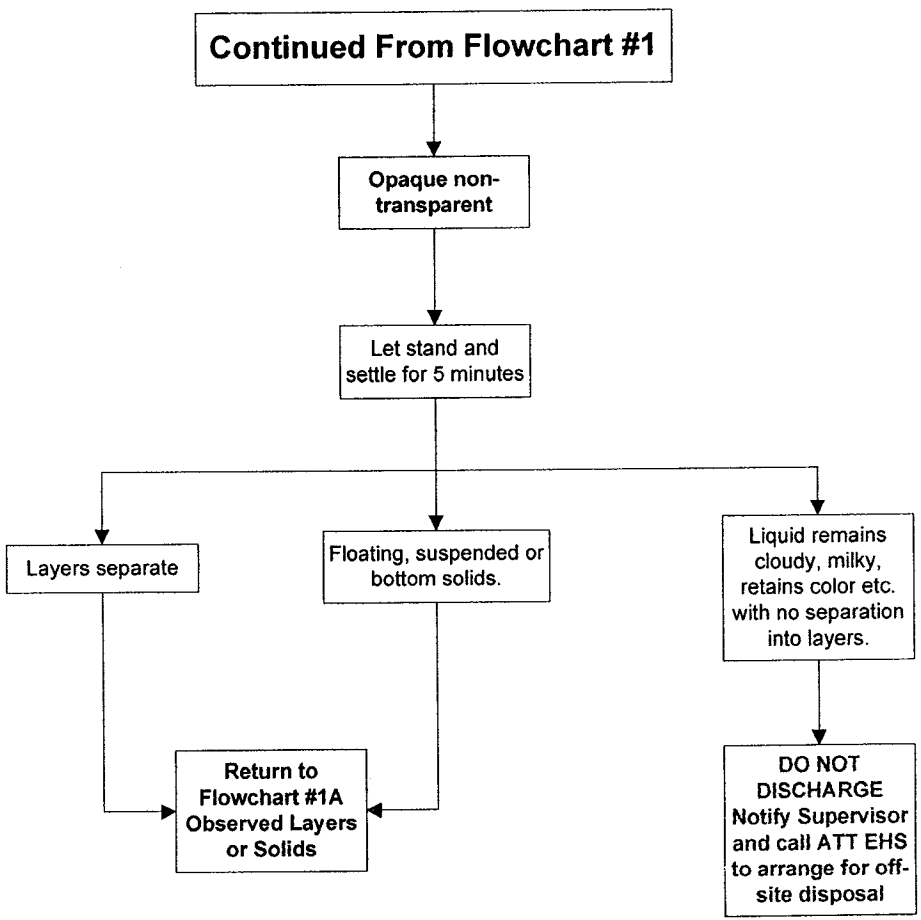 Continued From Flowchart #1
Opaque non-
transparent
Let stand and
settle for 5 minutes
Layers separate
Floating, suspended or
bottom solids.
Liquid remains
cloudy, milky,
retains color etc.
with no separation
into layers.
Return to
Flowchart #1A
Observed Layers
or Solids
DO NOT
DISCHARGE
Notify Supervisor
and call ATT EHS
to arrange for off-
site disposal